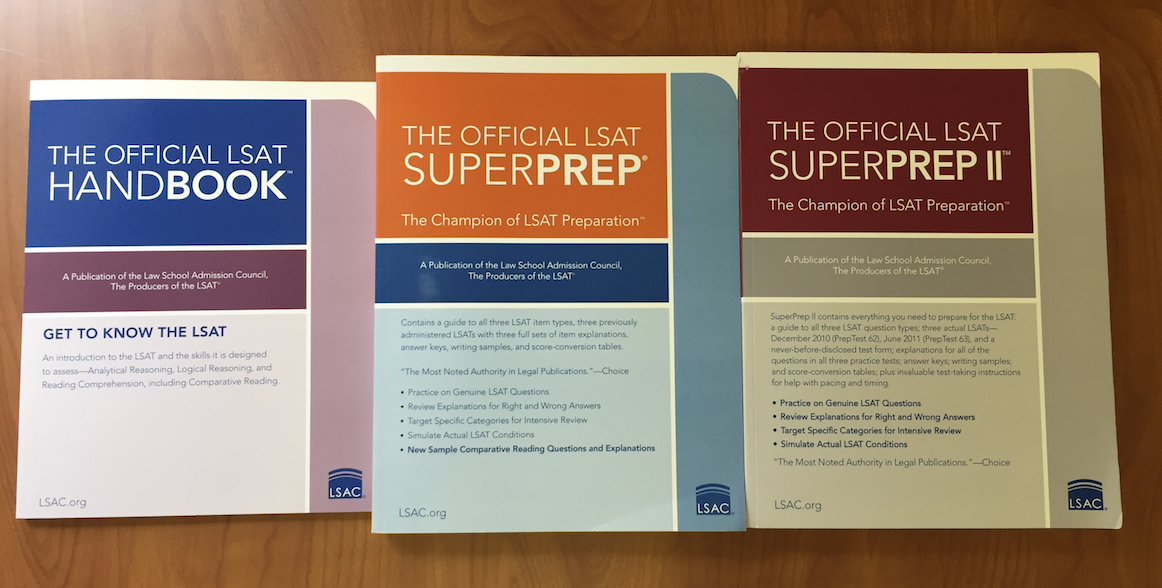 THE OFFICIAL LSAT
HANDBOOK™
A Publication of the Law School Admission Council,
The Producers of the LSAT®
GET TO KNOW THE LSAT
An introduction to the LSAT and the skills it is designed
to assess—Analytical Reasoning, Logical Reasoning, and
Reading Comprehension, including Comparative Reading.
LSAC.org
LSAC®
THE OFFICIAL LSAT
SUPERPREP®
The Champion of LSAT Preparation™
A Publication of the Law School Admission Council,
The Producers of the LSAT®
Contains a guide to all three LSAT item types, three previously
administered LSATs with three full sets of item explanations,
answer keys, writing samples, and score-conversion tables.
“The Most Noted Authority in Legal Publications.”—Choice
• Practice on Genuine LSAT Questions
• Review Explanations for Right and Wrong Answers
• Target Specific Categories for Intensive Review
• Simulate Actual LSAT Conditions
• New Sample Comparative Reading Questions and Explanations
LSAC.org
LSAC®
THE OFFICIAL LSAT
SUPERPREP II™
The Champion of LSAT Preparation™
A Publication of the Law School Admission Council,
The Producers of the LSAT®
SuperPrep II contains everything you need to prepare for the LSAT:
a guide to all three LSAT question types; three actual LSATs—
December 2010 (PrepTest 62), June 2011 (PrepTest 63), and a
never-before-disclosed test form; explanations for all of the
questions in all three practice tests; answer keys; writing samples;
and score-conversion tables; plus invaluable test-taking instructions
for help with pacing and timing.
• Practice on Genuine LSAT Questions
• Review Explanations for Right and Wrong Answers
• Target Specific Categories for Intensive Review
• Simulate Actual LSAT Conditions
“The Most Noted Authority in Legal Publications.”—Choice
LSAC.org
LSAC®